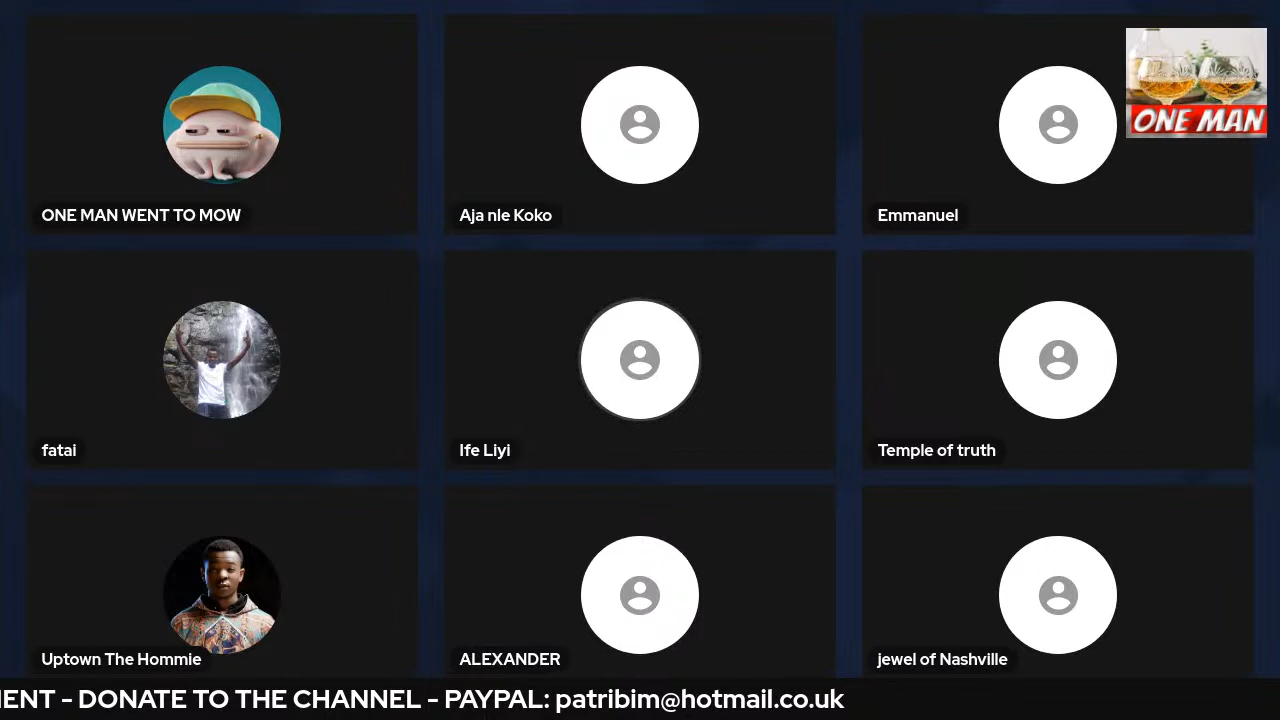 ONE MAN WENT TO MOW
Aja nle Koko
Emmanuel
ONE MAN
fatai
Ife Liyi
Temple of truth
Uptown The Hommie
ALEXANDER
jewel of Nashville
- DONATE TO THE CHANNEL - PAYPAL: patribim@hotmail.co.uk